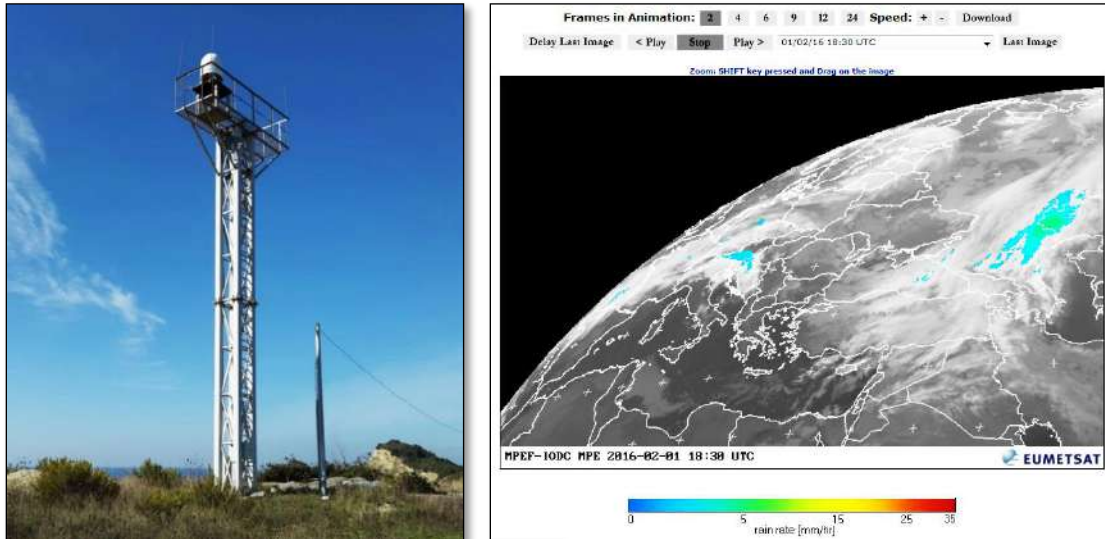 Frames in Animation: 2 4 6 9 12 24 Speed: + - Download
Delay Last Image < Play Stop Play > 01/02/16 18:30 UTC Last Image
Zoom: SHIFT key pressed and Drag on the image
MPEF-IODC MPE 2016-02-01 18:30 UTC EUMETSAT
0 5 15 25 35
rain rate [mm/hr]